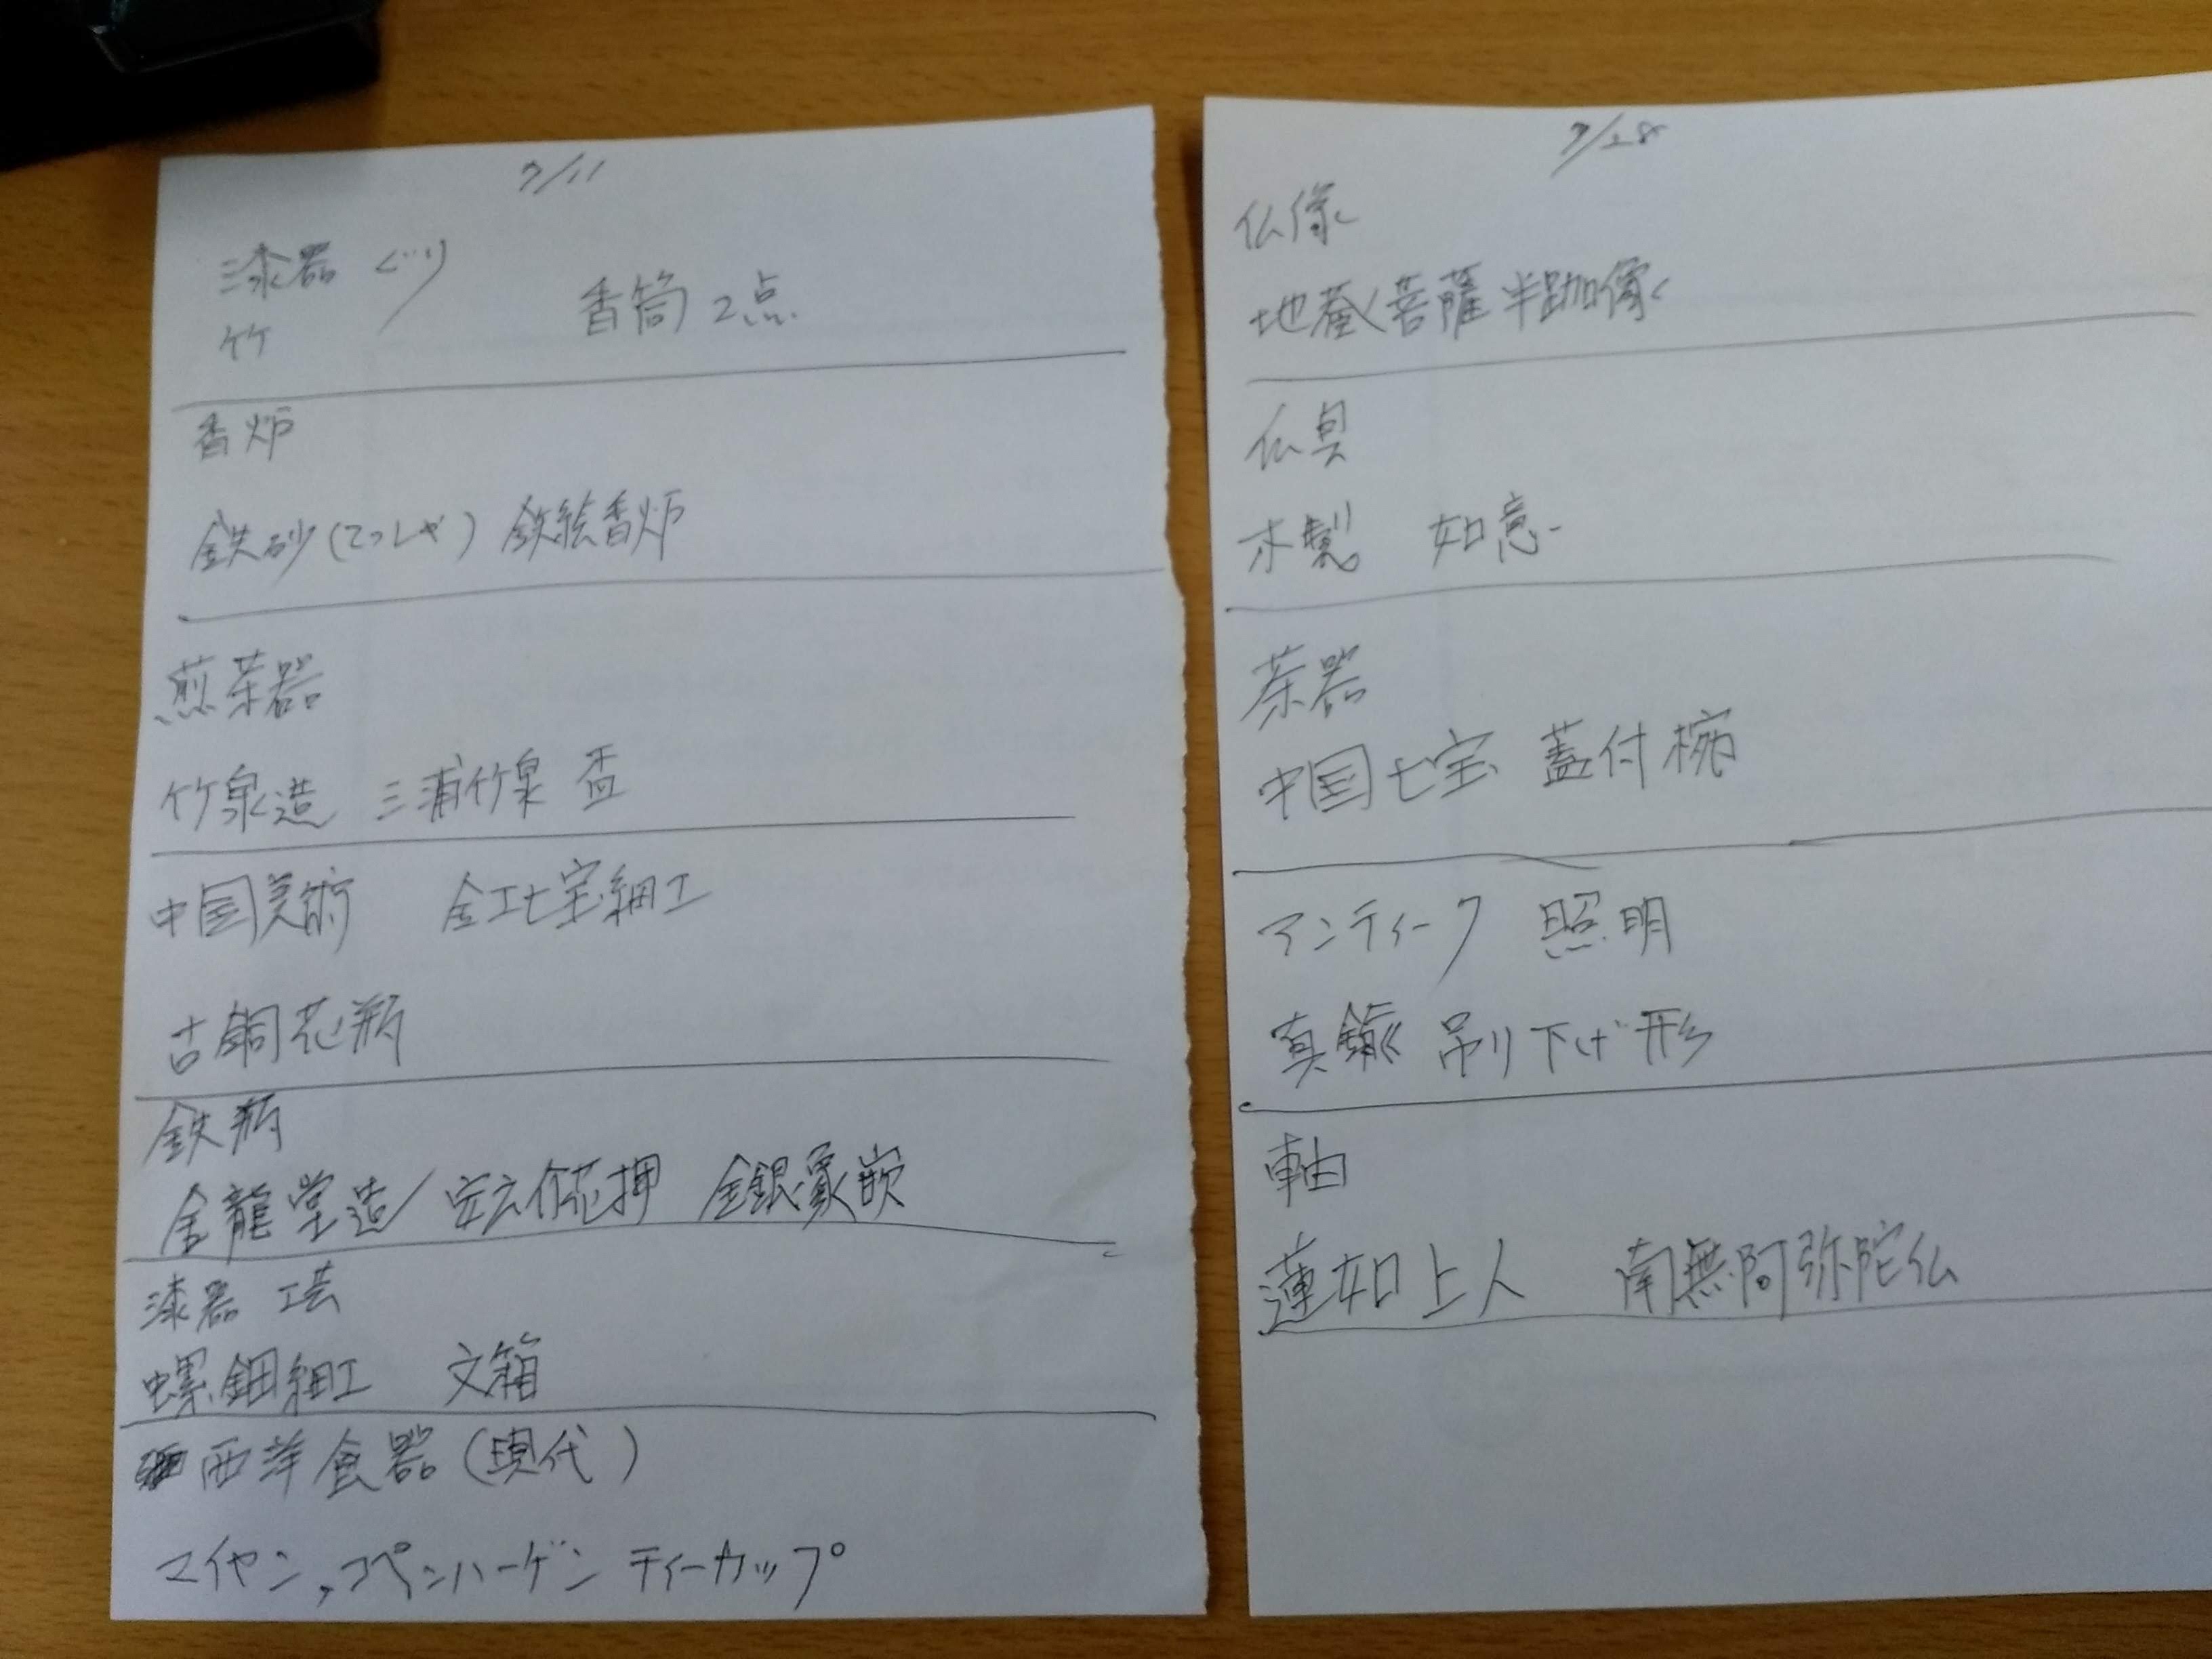 7/11
漆器 ぐり
竹 香筒 2点
香炉
鉄砂(てっしゃ) 鉄絵香炉
煎茶器
竹泉造 三浦竹泉 盃
中国美術 金工七宝細工
古銅花瓶
鉄瓶
金龍堂造/安之介花押 金銀象嵌
漆器 工芸
螺鈿細工 文箱
西洋食器(現代)
マイセン,コペンハーゲン ティーカップ
7/28
仏像
地蔵菩薩半跏像
仏具
木製 如意
茶器
中国七宝 蓋付椀
アンティーク 照明
真鍮 吊り下げ形
軸
蓮如上人 南無阿弥陀仏